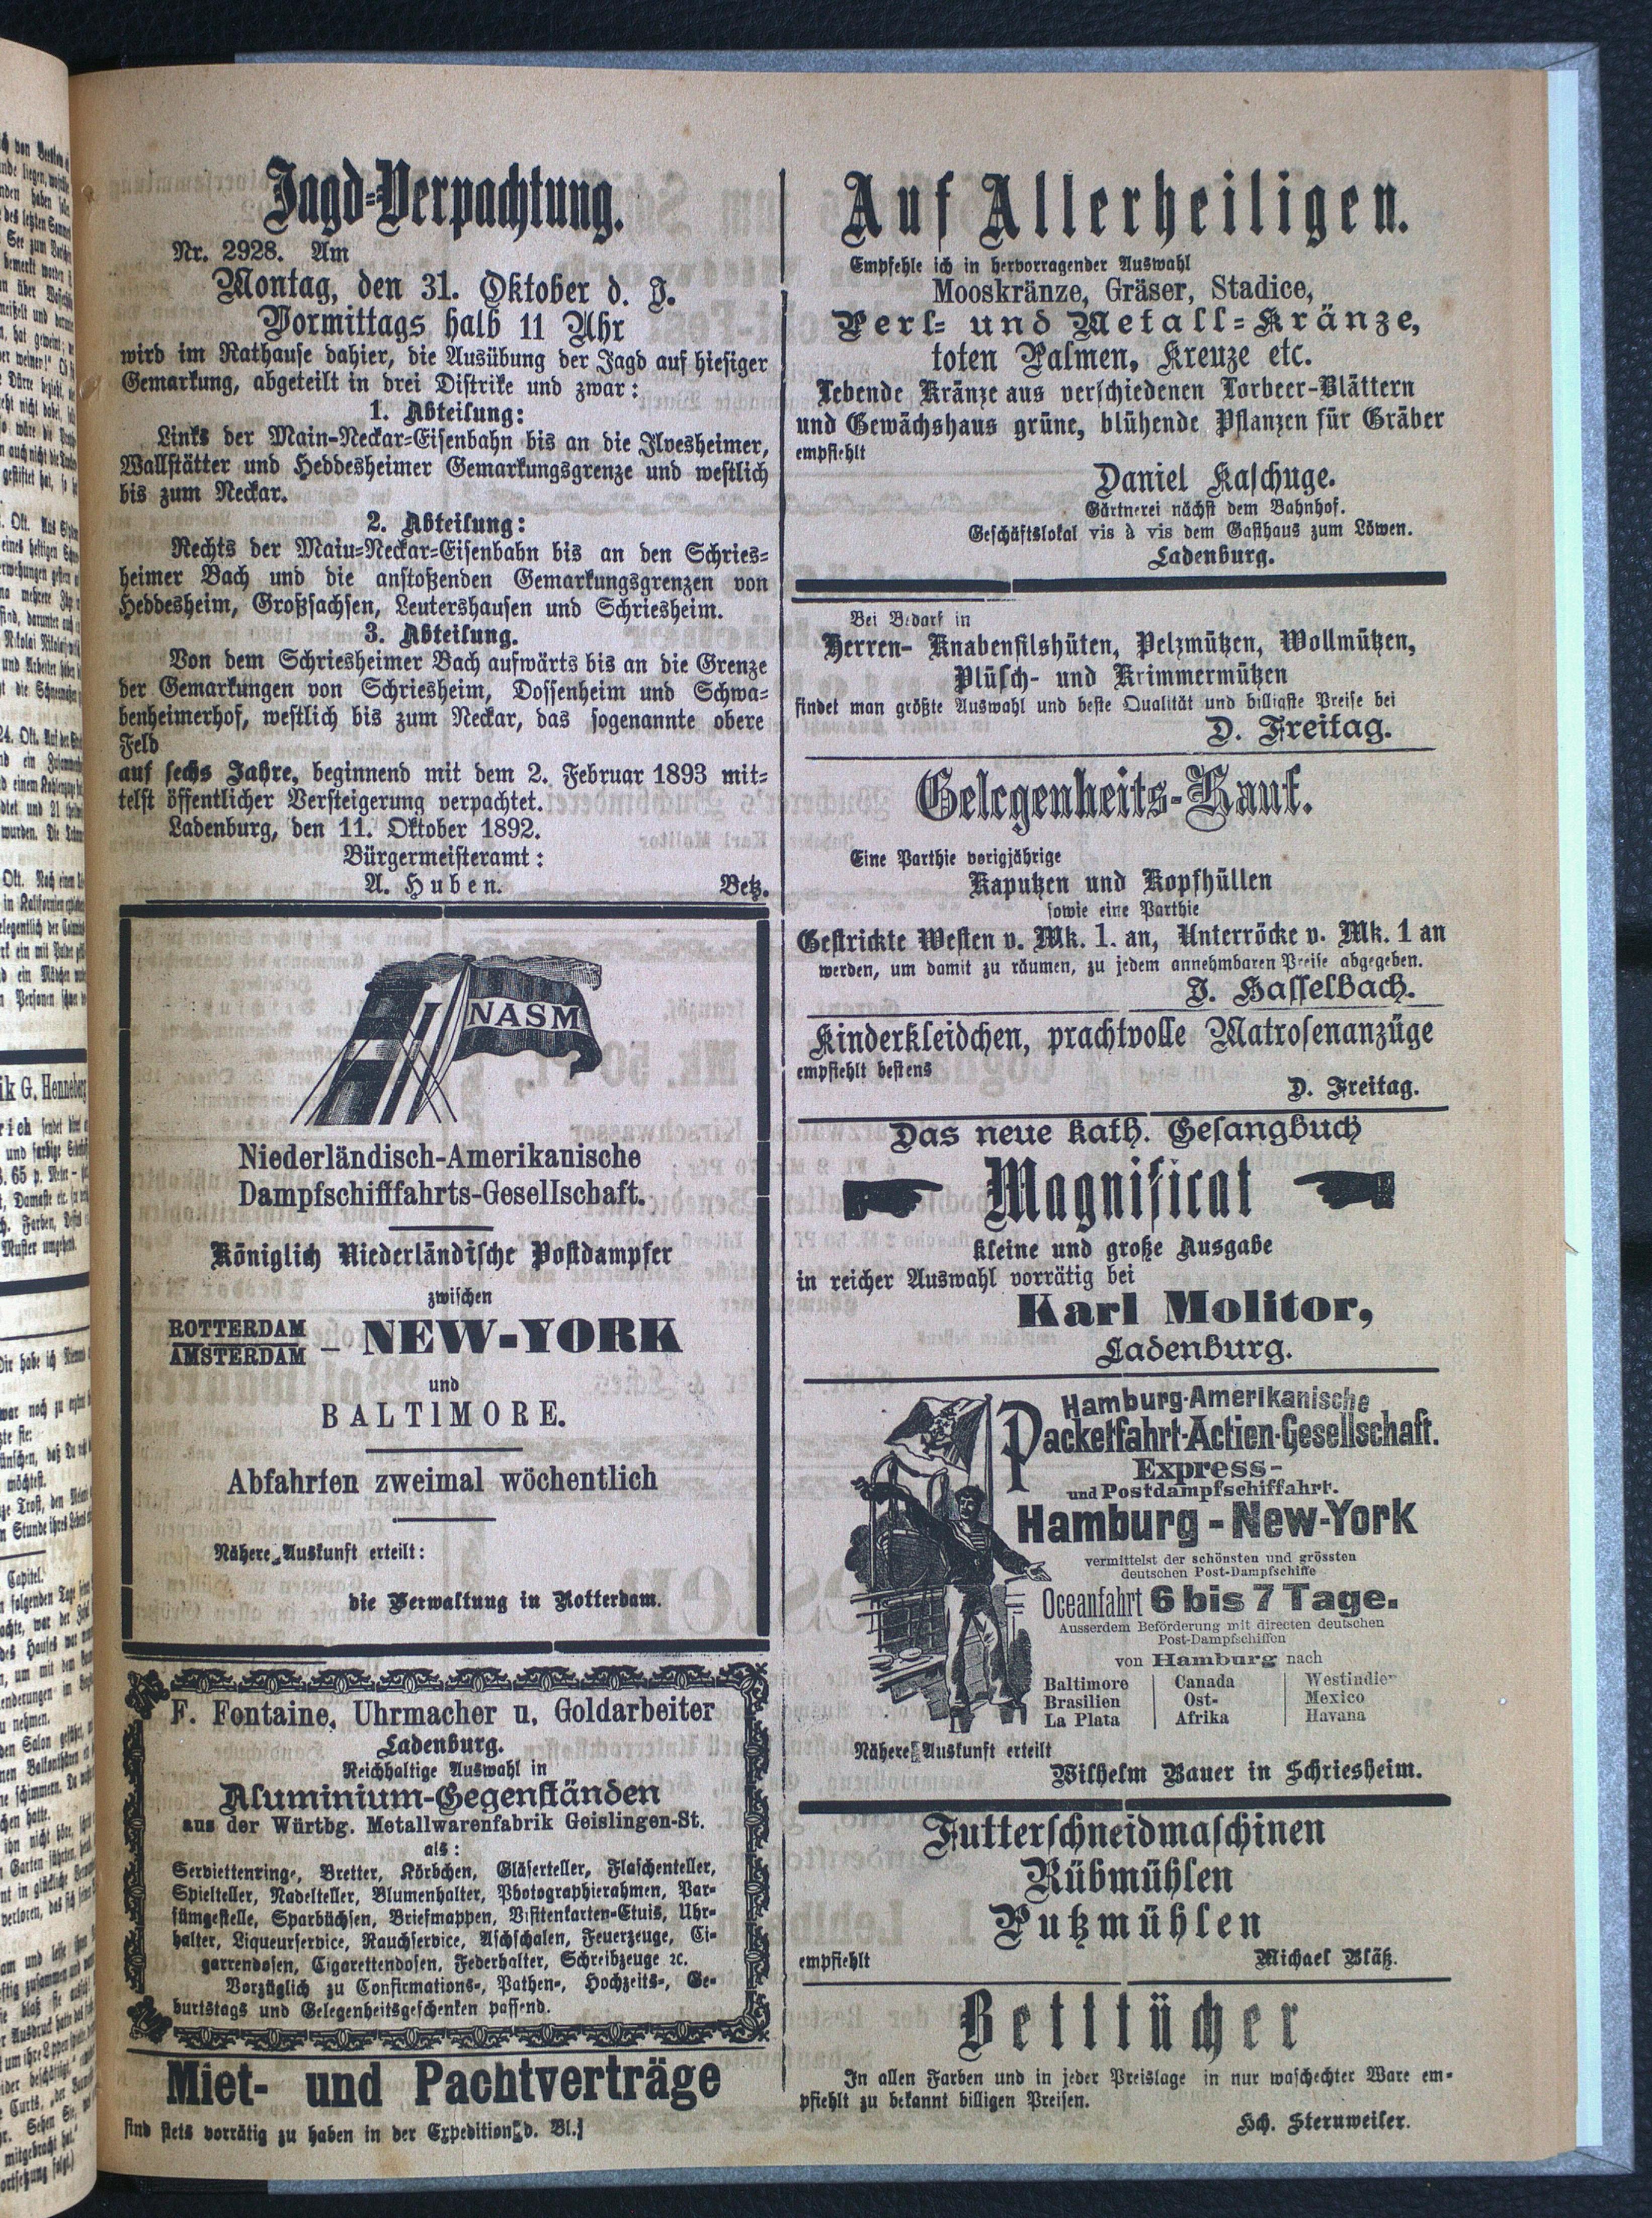 Jagd-Verpachtung.
Nr. 2928. Am
Montag, den 31. Oktober d. J.
Vormittags halb 11 Uhr
wird im Rathause dahier, die Ausübung der Jagd auf hiesiger
Gemarkung, abgeteilt in drei Distrikte und zwar:
1. Abteilung:
Links der Main-Neckar-Eisenbahn bis an die Ilvesheimer,
Wallstätter und Heddesheimer Gemarkungsgrenze und westlich
bis zum Neckar.
2. Abteilung:
Rechts der Maiu-Neckar-Eisenbahn bis an den Schries-
heimer Bach und die anstoßenden Gemarkungsgrenzen von
Heddesheim, Großsachsen, Leutershausen und Schriesheim.
3. Abteilung.
Von dem Schriesheimer Bach aufwärts bis an die Grenze
der Gemarkungen von Schriesheim, Dossenheim und Schwa-
benheimerhof, westlich bis zum Neckar, das sogenannte obere
Feld
auf sechs Jahre, beginnend mit dem 2. Februar 1893 mit-
telst öffentlicher Versteigerung verpachtet.
Ladenburg, den 11. Oktober 1892.
Bürgermeisteramt:
A. Huben. Betz.
NASM
Niederländisch-Amerikanische
Dampfschifffahrts-Gesellschaft.
Königlich Niederländische Postdampfer
zwischen
ROTTERDAM
AMSTERDAM – NEW-YORK
und
BALTIMORE.
Abfahrten zweimal wöchentlich
Nähere Auskunft erteilt:
die Verwaltung in Rotterdam.
F. Fontaine, Uhrmacher u. Goldarbeiter
Ladenburg.
Reichhaltige Auswahl in
Aluminium-Gegenständen
aus der Württbg. Metallwarenfabrik Geislingen-St.
als:
Serviettenring-, Bretter, Körbchen, Gläserteller, Flaschenteller,
Spielteller, Nadelteller, Blumenhalter, Photographierahmen, Par-
fümgestelle, Sparbüchsen, Briefmappen, Visitenkarten-Etuis, Uhr-
halter, Liqueurservice, Rauchservice, Aschschalen, Feuerzeuge, Ci-
garrendosen, Cigarettendosen, Federhalter, Schreibzeuge ꝛc.
Vorzüglich zu Confirmations-, Pathen-, Hochzeits-, Ge-
burtstags und Gelegenheitsgeschenken passend.
Miet- und Pachtverträge
sind stets vorrätig zu haben in der Expedition d. Bl.
Auf Allerheiligen.
Empfehle ich in hervorragender Auswahl
Mooskränze, Gräser, Stadice,
Perl- und Metall-Kränze,
toten Palmen, Kreuze etc.
Lebende Kränze aus verschiedenen Lorbeer-Blättern
und Gewächshaus grüne, blühende Pflanzen für Gräber
empfiehlt
Daniel Kaschuge.
Gärtnerei nächst dem Bahnhof.
Geschäftslokal vis à vis dem Gasthaus zum Löwen.
Ladenburg.
Bei Bedarf in
Herren- Knabenfilshüten, Pelzmützen, Wollmützen,
Plüsch- und Krimmermützen
findet man größte Auswahl und beste Qualität und billigste Preise bei
D. Freitag.
Gelegenheits-Kauf.
Eine Parthie vorigjährige
Kaputzen und Kopfhüllen
sowie eine Parthie
Gestrickte Westen v. Mk. 1. an, Unterröcke v. Mk. 1 an
werden, um damit zu räumen, zu jedem annehmbaren Preise abgegeben.
J. Hasselbach.
Kinderkleidchen, prachtvolle Matrosenanzüge
empfiehlt bestens
D. Freitag.
Das neue kath. Gesangbuch
Magnificat
kleine und große Ausgabe
in reicher Auswahl vorrätig bei
Karl Molitor,
Ladenburg.
Hamburg-Amerikanische
Packetfahrt-Actien-Gesellschaft.
Express-
und Postdampfschiffahrt.
Hamburg - New-York
vermittelst der schönsten und grössten
deutschen Post-Dampfschiffe
Oceanfahrt 6 bis 7 Tage.
Ausserdem Beförderung mit directen deutschen
Post-Dampfschiffen
von Hamburg nach
Baltimore Canada Westindien
Brasilien Ost- Mexico
La Plata Afrika Havana
Nähere Auskunft erteilt
Wilhelm Bauer in Schriesheim.
Futterschneidmaschinen
Rübmühlen
Putzmühlen
empfiehlt Michael Bläß.
Betttücher
In allen Farben und in jeder Preislage in nur waschechter Ware em-
pfiehlt zu bekannt billigen Preisen.
Hch. Sternweiler.